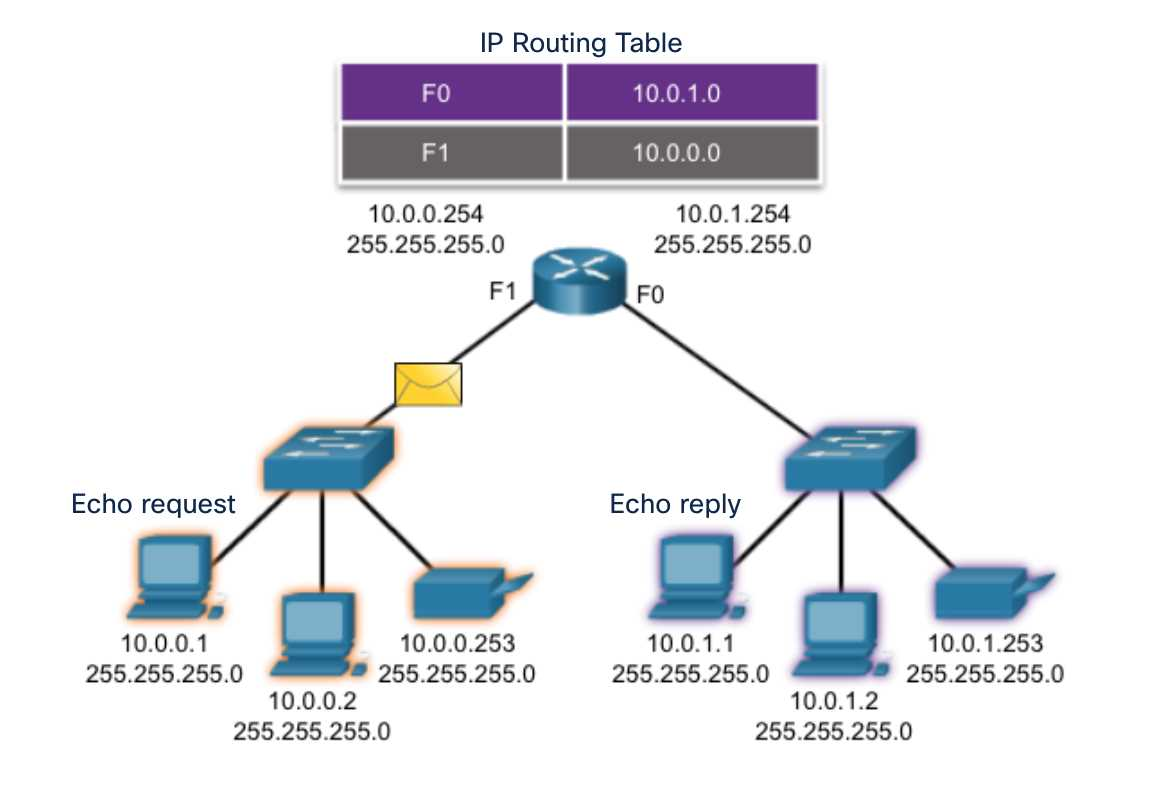 IP Routing Table
F0 10.0.1.0
F1 10.0.0.0
10.0.0.254
255.255.255.0
10.0.1.254
255.255.255.0
F1
F0
Echo request
10.0.0.1
255.255.255.0
10.0.0.2
255.255.255.0
10.0.0.253
255.255.255.0
Echo reply
10.0.1.1
255.255.255.0
10.0.1.2
255.255.255.0
10.0.1.253
255.255.255.0